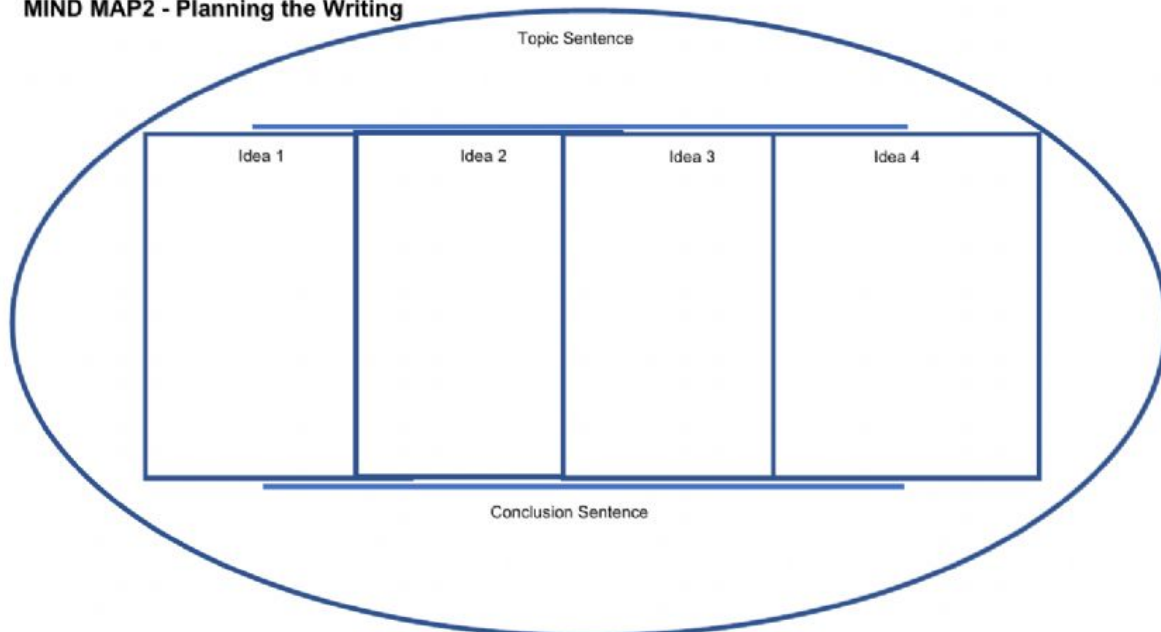 MIND MAP2 - Planning the Writing
Topic Sentence
Idea 1
Idea 2
Idea 3
Idea 4
Conclusion Sentence